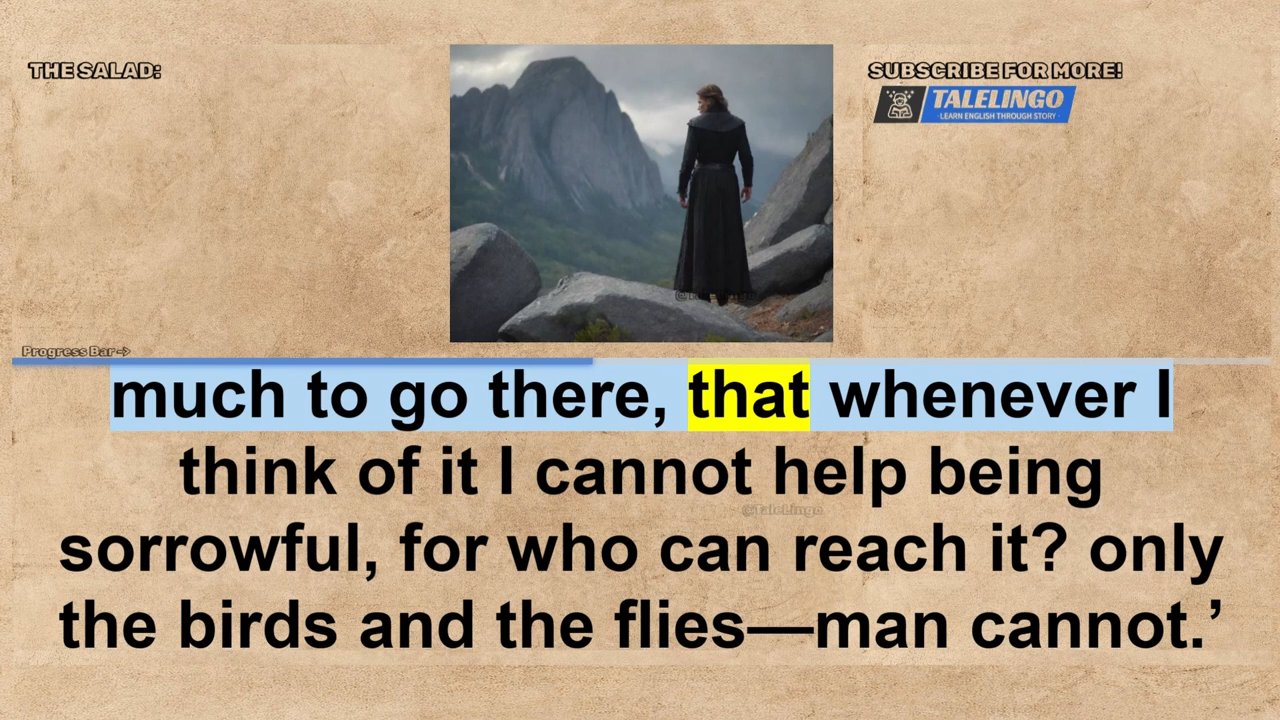 THE SALAD:
SUBSCRIBE FOR MORE!
TALELINGO
LEARN ENGLISH THROUGH STORY
Progress Bar->
much to go there, that whenever I
think of it I cannot help being
@TaleLingo
sorrowful, for who can reach it? only
the birds and the flies—man cannot.’